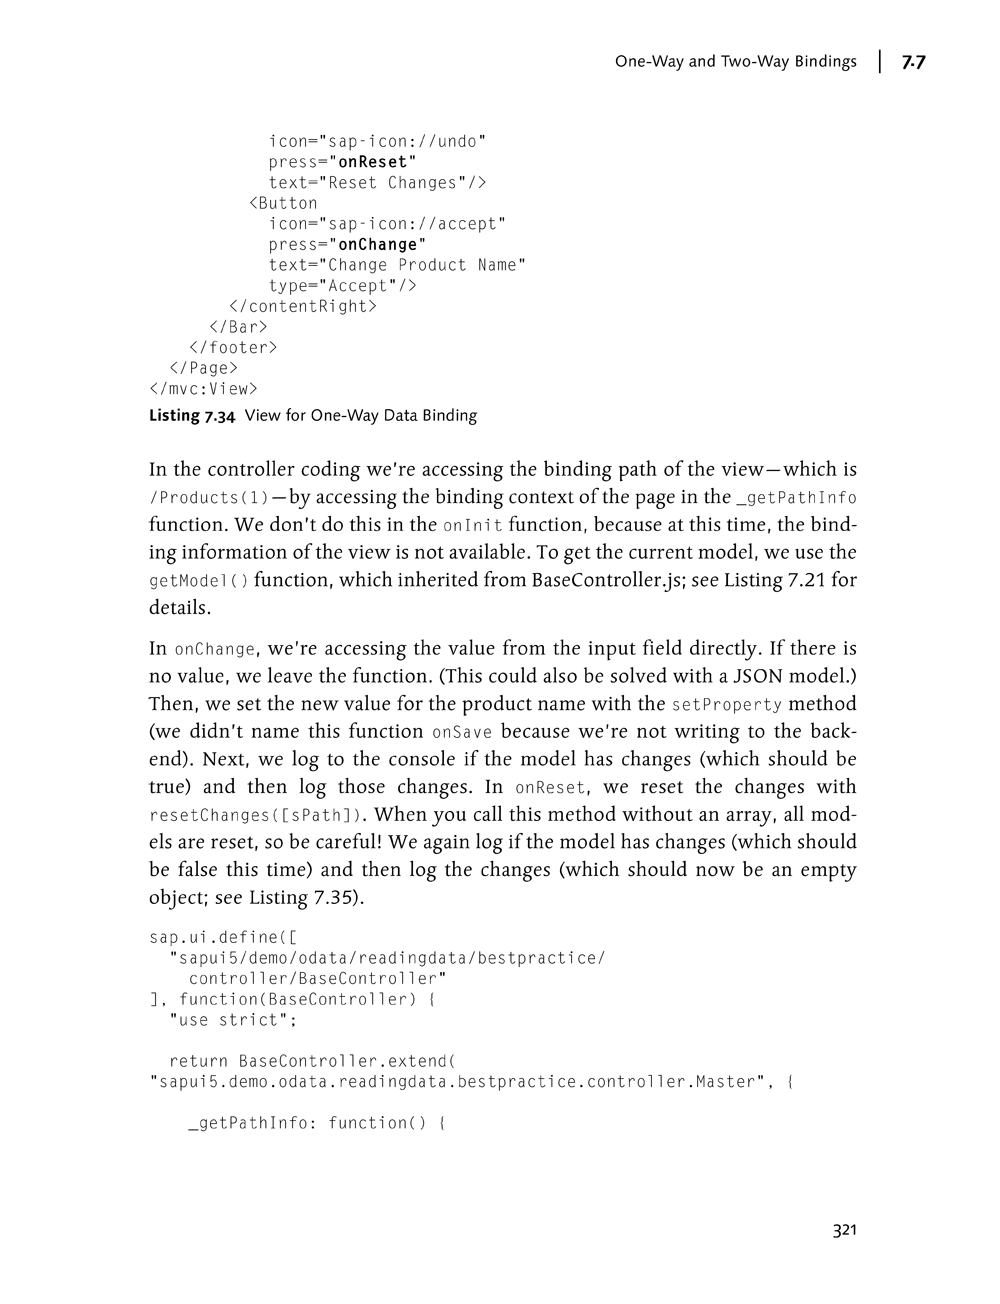 One-Way and Two-Way Bindings | 7.7
icon="sap-icon://undo"
press="onReset"
text="Reset Changes"/>
<Button
icon="sap-icon://accept"
press="onChange"
text="Change Product Name"
type="Accept"/>
</contentRight>
</Bar>
</footer>
</Page>
</mvc:View>
Listing 7.34 View for One-Way Data Binding
In the controller coding we're accessing the binding path of the view—which is
/Products(1)—by accessing the binding context of the page in the _getPathInfo
function. We don't do this in the onInit function, because at this time, the bind-
ing information of the view is not available. To get the current model, we use the
getModel() function, which inherited from BaseController.js; see Listing 7.21 for
details.
In onChange, we're accessing the value from the input field directly. If there is
no value, we leave the function. (This could also be solved with a JSON model.)
Then, we set the new value for the product name with the setProperty method
(we didn't name this function onSave because we're not writing to the back-
end). Next, we log to the console if the model has changes (which should be
true) and then log those changes. In onReset, we reset the changes with
resetChanges([sPath]). When you call this method without an array, all mod-
els are reset, so be careful! We again log if the model has changes (which should
be false this time) and then log the changes (which should now be an empty
object; see Listing 7.35).
sap.ui.define([
"sapui5/demo/odata/readingdata/bestpractice/
controller/BaseController"
], function(BaseController) {
"use strict";
return BaseController.extend(
"sapui5.demo.odata.readingdata.bestpractice.controller.Master", {
_getPathInfo: function() {
321